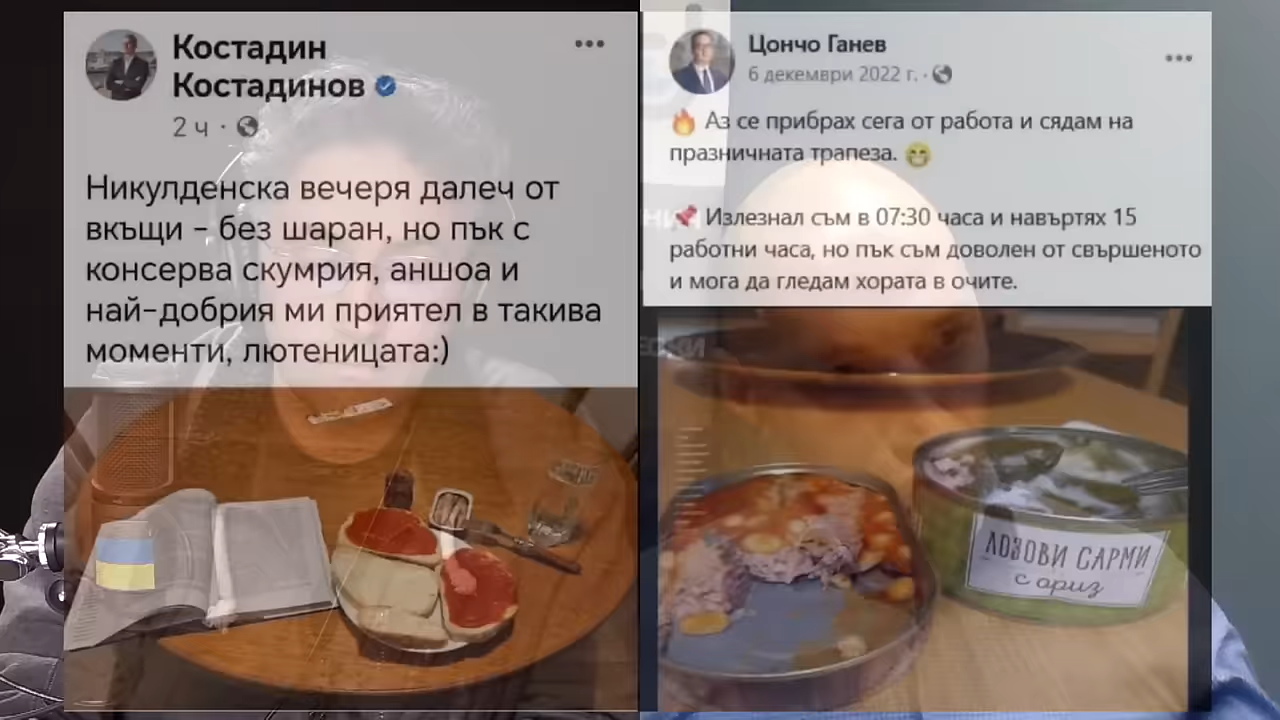 Костадин
Костадинов
2 ч ·
Никулденска вечеря далеч от
вкъщи – без шаран, но пък с
консерва скумрия, аншоа и
най-добрия ми приятел в такива
моменти, лютеницата:)
Цончо Ганев
6 декември 2022 г. ·
🔥 Аз се прибрах сега от работа и сядам на
празничната трапеза. 😁
📌 Излезнал съм в 07:30 часа и навъртях 15
работни часа, но пък съм доволен от свършеното
и мога да гледам хората в очите.
ЛОЗОВИ САРМИ
с ориз